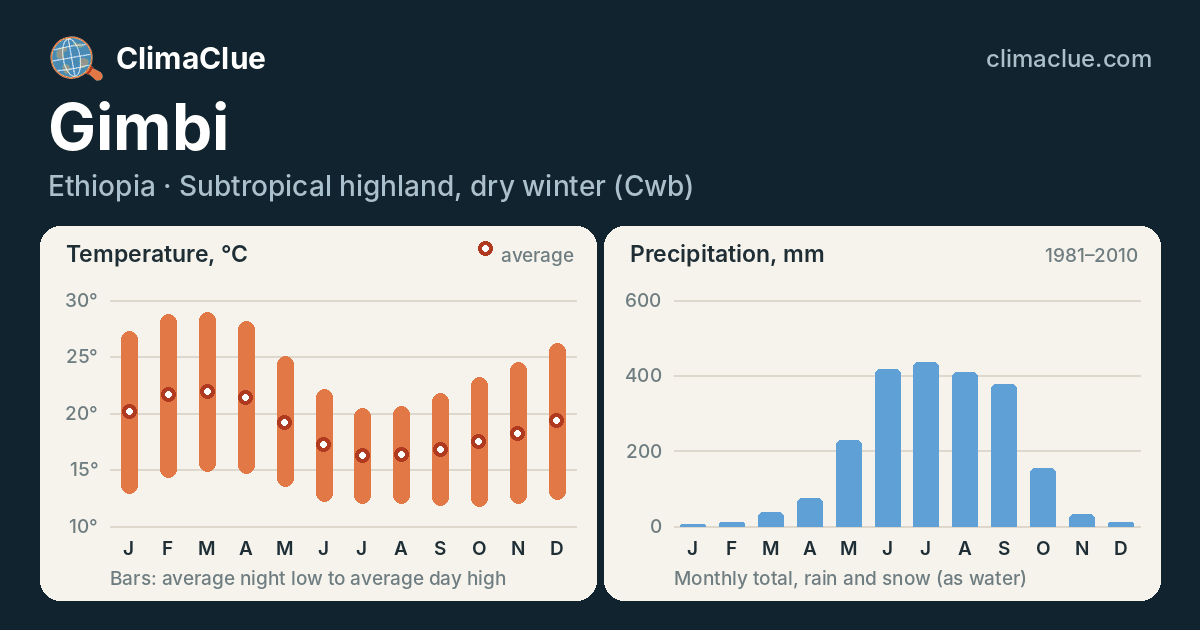 ClimaClue
climaclue.com
Gimbi
Ethiopia · Subtropical highland, dry winter (Cwb)
Temperature, °C
average
30°
25°
20°
15°
10°
J F M A M J J A S O N D
Bars: average night low to average day high
Precipitation, mm
1981–2010
600
400
200
0
J F M A M J J A S O N D
Monthly total, rain and snow (as water)